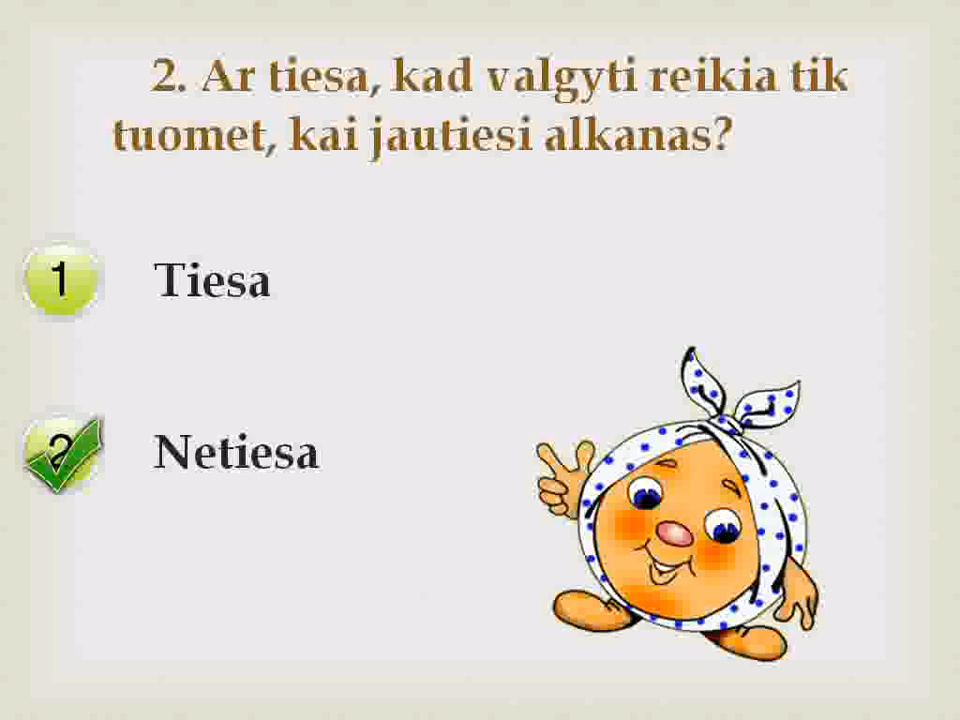 2. Ar tiesa, kad valgyti reikia tik
tuomet, kai jautiesi alkanas?
1 Tiesa
2 Netiesa